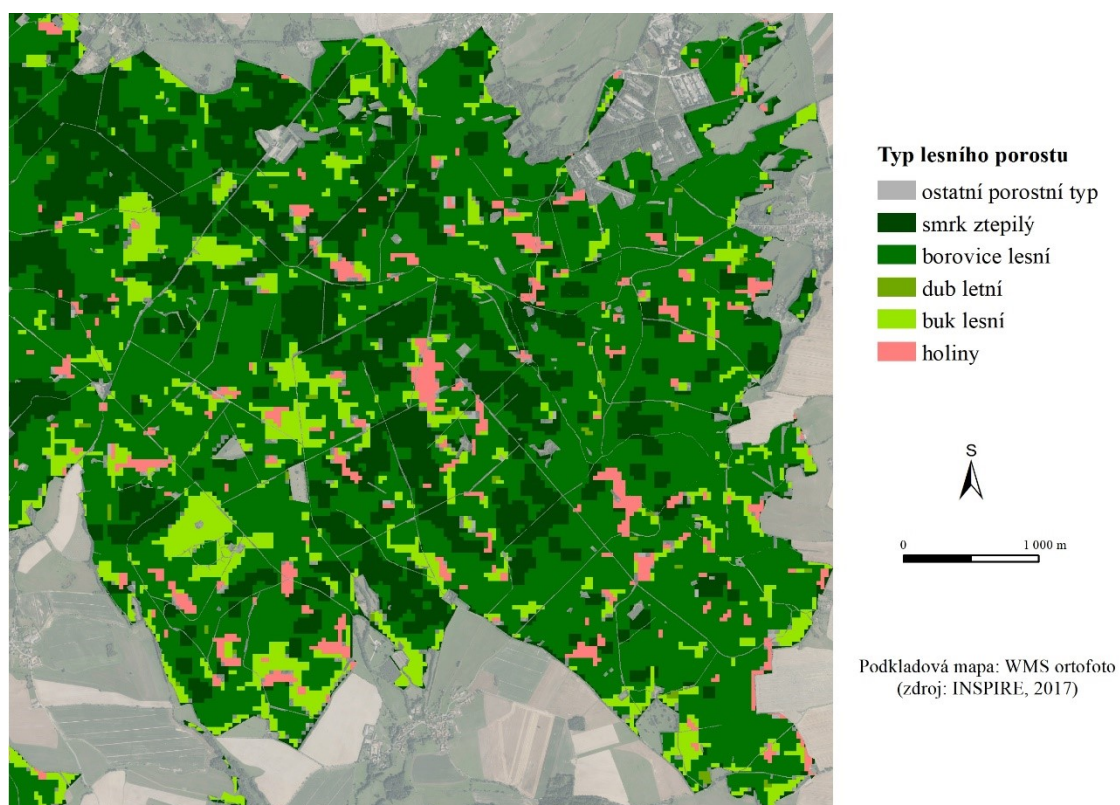 Typ lesního porostu
ostatní porostní typ
smrk ztepilý
borovice lesní
dub letní
buk lesní
holiny
S
0 1 000 m
Podkladová mapa: WMS ortofoto
(zdroj: INSPIRE, 2017)